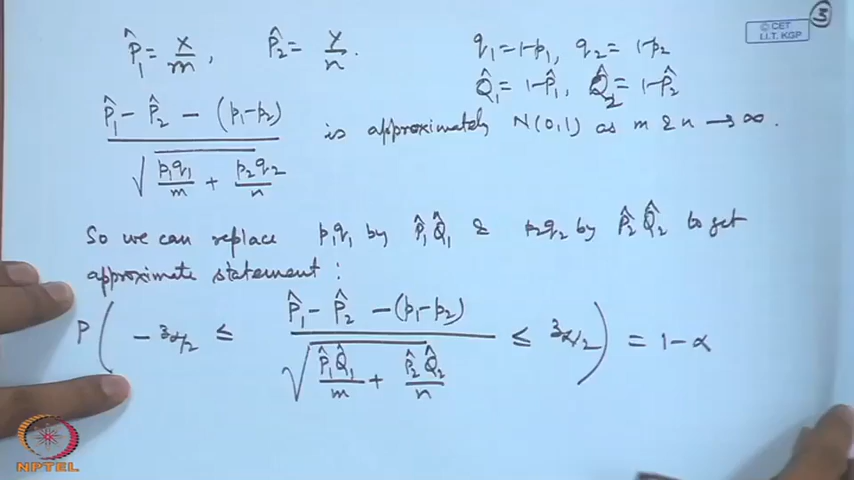 P̂₁ = X/m, P̂₂ = Y/n. q₁ = 1-p₁, q₂ = 1-p₂
Q̂₁ = 1-P̂₁, Q̂₂ = 1-P̂₂
(P̂₁ - P̂₂ - (p₁-p₂)) / √(p₁q₁/m + p₂q₂/n) is approximately N(0,1) as m & n → ∞.
So we can replace p₁q₁ by P̂₁Q̂₁ & p₂q₂ by P̂₂Q̂₂ to get
approximate statement:
P( -z_{α/2} ≤ (P̂₁ - P̂₂ - (p₁-p₂)) / √(P̂₁Q̂₁/m + P̂₂Q̂₂/n) ≤ z_{α/2} ) = 1-α
© CET
I.I.T. KGP
3
NPTEL